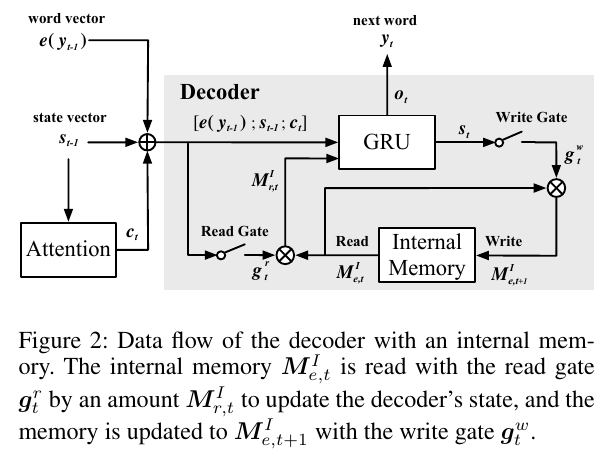 word vector
e(y_{t-1})
next word
y_t
Decoder
o_t
state vector
s_{t-1}
[e(y_{t-1}) ; s_{t-1}; c_t]
GRU
s_t
Write Gate
g_t^w
M_{r,t}^I
Attention
c_t
Read Gate
g_t^r
Read
M_{e,t}^I
Internal
Memory
Write
M_{e,t+1}^I
Figure 2: Data flow of the decoder with an internal mem-
ory. The internal memory M_{e,t}^I is read with the read gate
g_t^r by an amount M_{r,t}^I to update the decoder's state, and the
memory is updated to M_{e,t+1}^I with the write gate g_t^w.